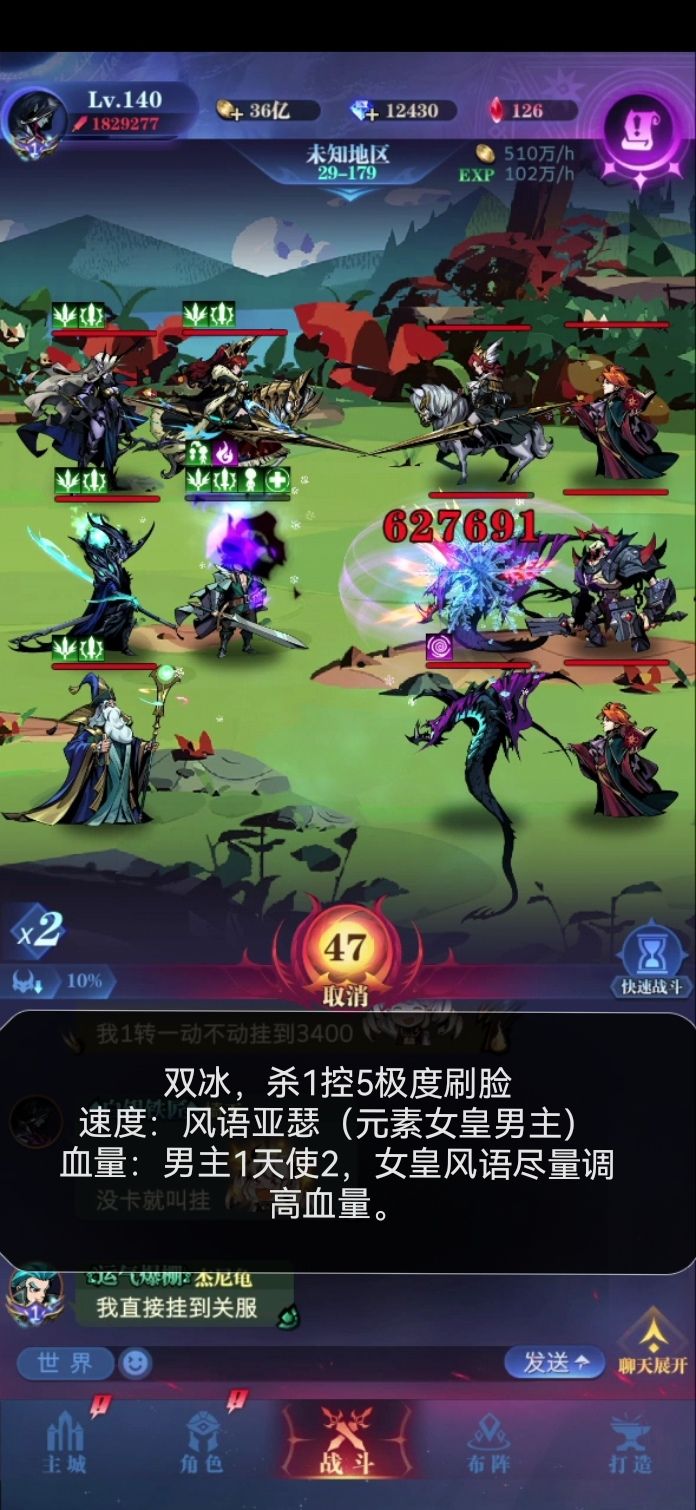 Lv.140
1829277
36亿
12430
126
未知地区
29-179
510万/h
EXP 102万/h
627691
x2
47
取消
10%
快速战斗
我1转一动不动挂到3400
双冰，杀1控5极度刷脸
速度：风语亚瑟（元素女皇男主）
血量：男主1天使2，女皇风语尽量调
高血量。
没卡就叫挂
运气爆棚 杰尼龟
我直接挂到关服
世界
发送
聊天展开
主城
角色
战斗
布阵
打造